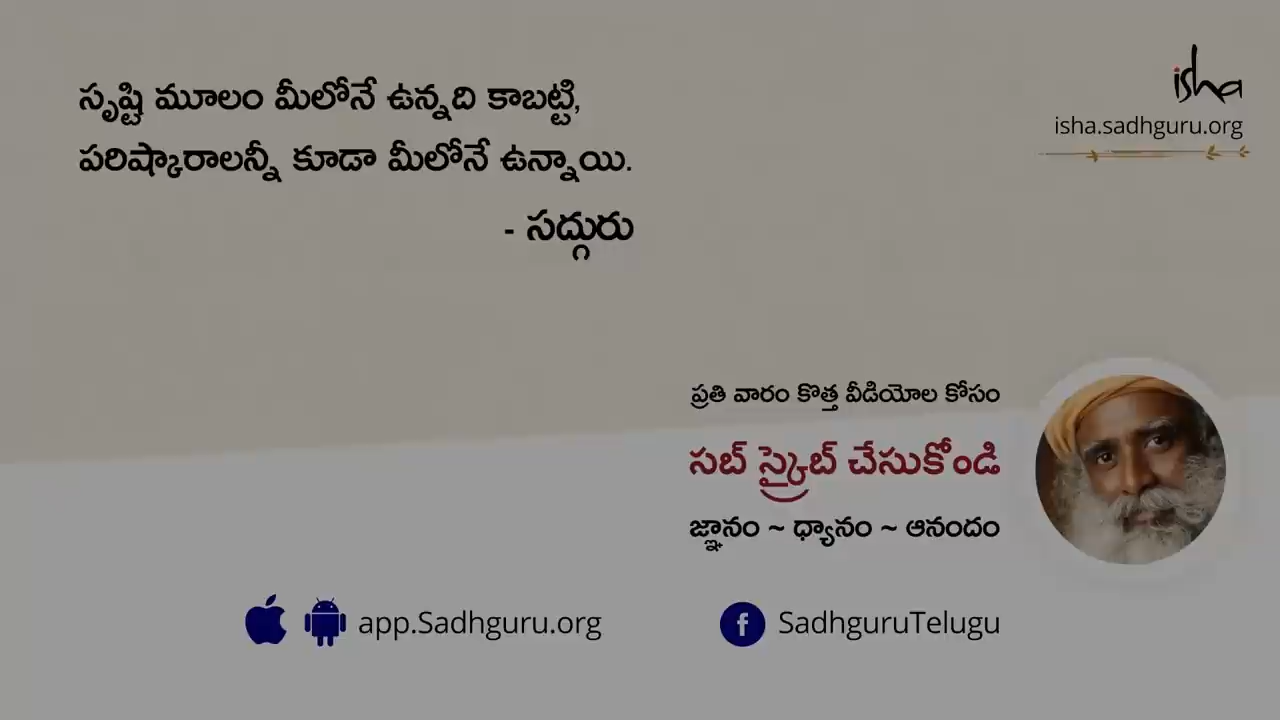 సృష్టి మూలం మీలోనే ఉన్నది కాబట్టి,
పరిష్కారాలన్నీ కూడా మీలోనే ఉన్నాయి.
- సద్గురు
isha
isha.sadhguru.org
ప్రతి వారం కొత్త వీడియోల కోసం
సబ్ స్క్రైబ్ చేసుకోండి
జ్ఞానం ~ ధ్యానం ~ ఆనందం
app.Sadhguru.org
f SadhguruTelugu